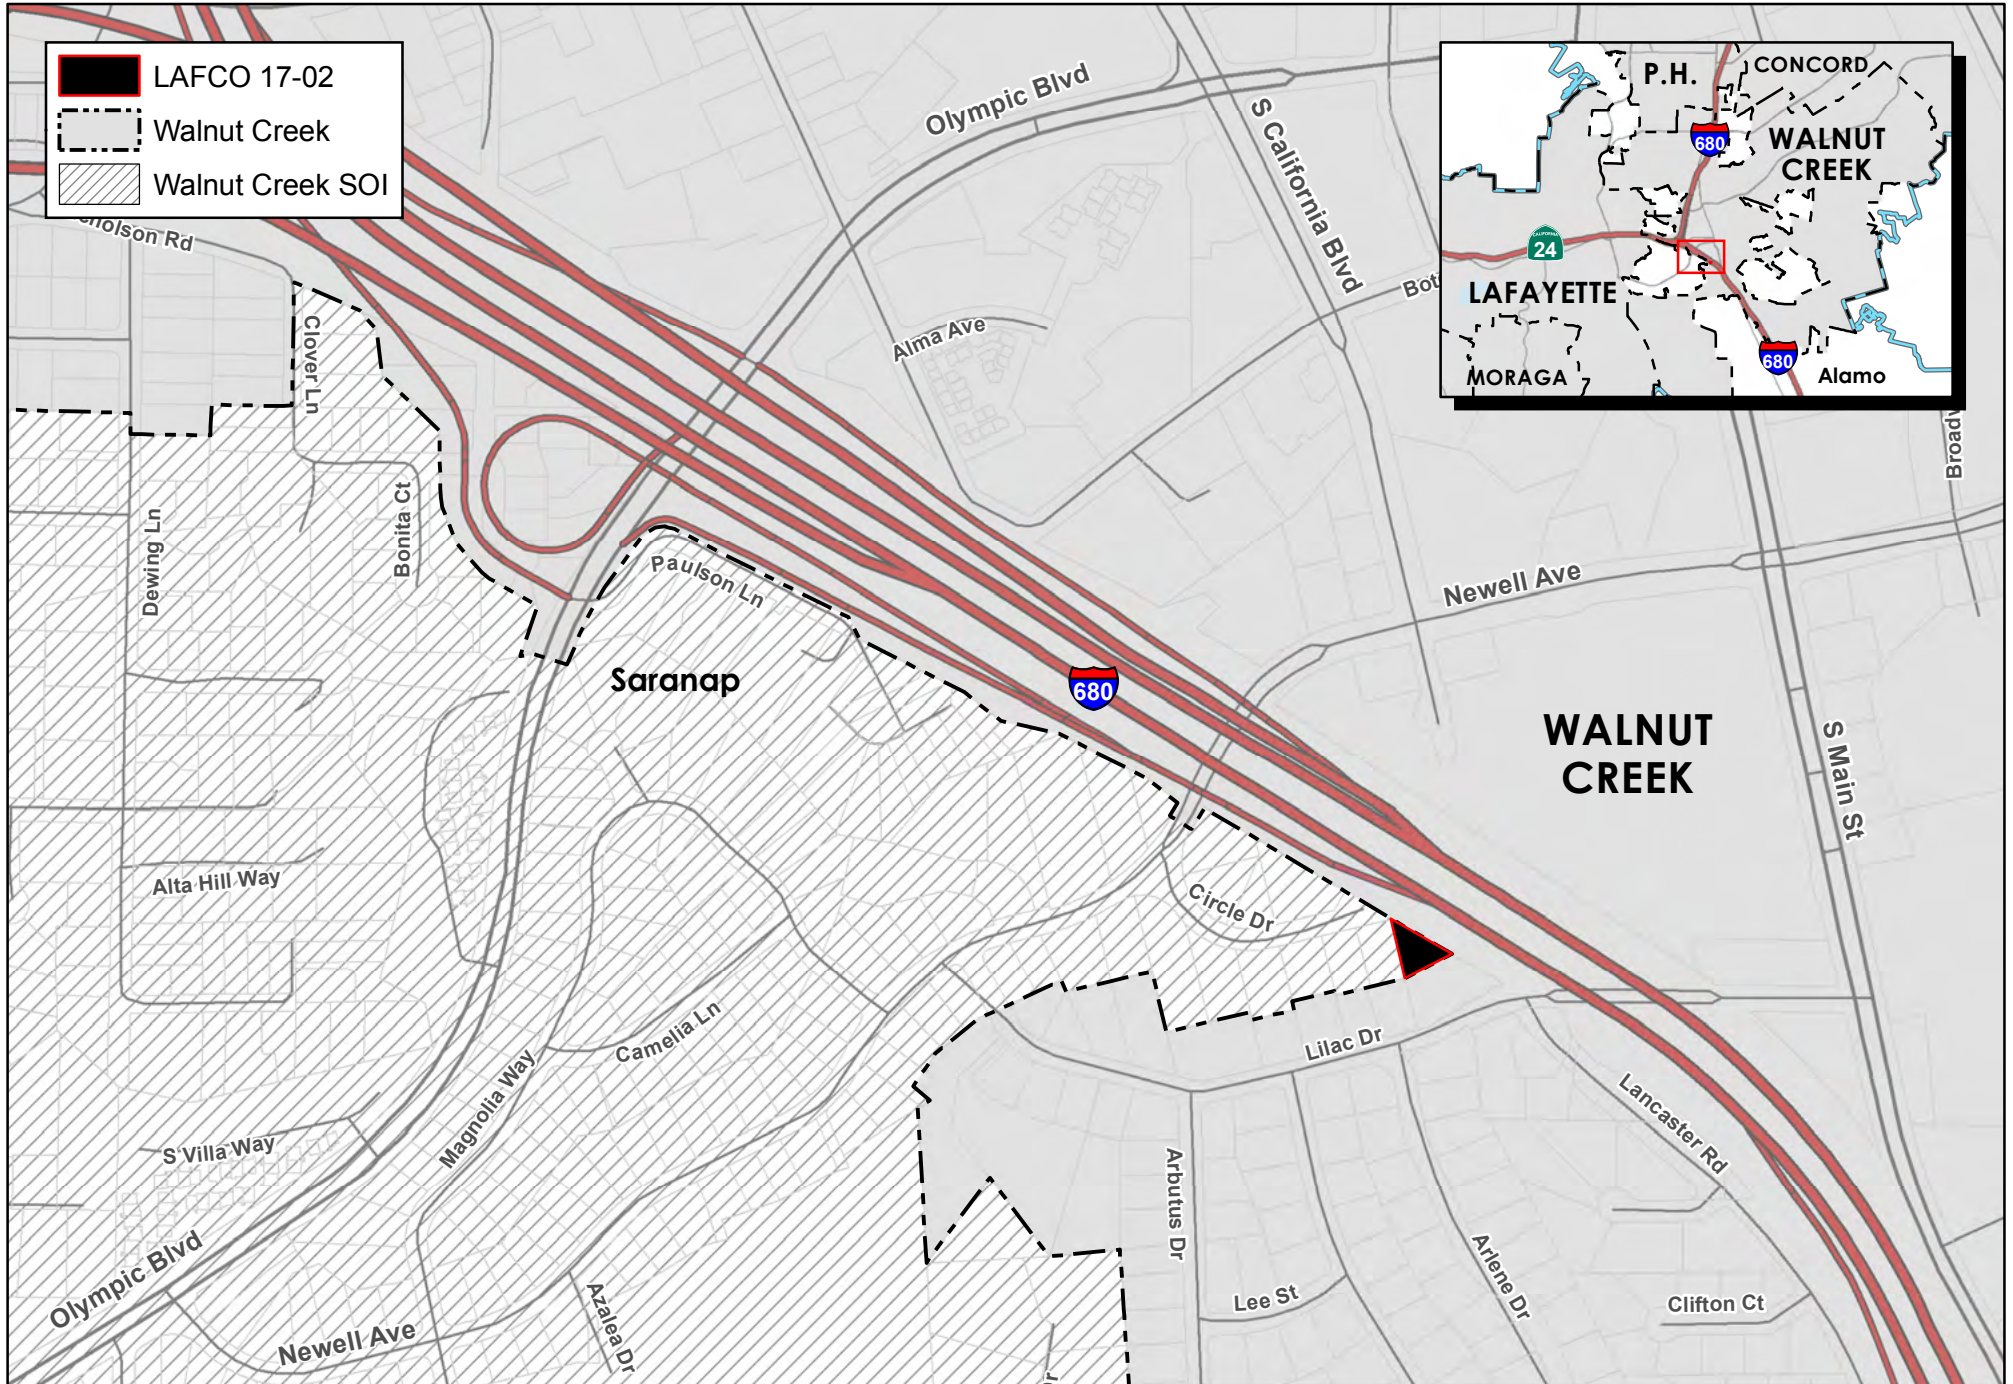 LAFCO 17-02
Walnut Creek
Walnut Creek SOI
P.H.
CONCORD
680
WALNUT
CREEK
CALIFORNIA
24
LAFAYETTE
680
MORAGA
Alamo
Olympic Blvd
S California Blvd
Alma Ave
Clover Ln
Bonita Ct
Dewing Ln
Paulson Ln
Newell Ave
Saranap
680
WALNUT
CREEK
S Main St
Alta Hill Way
Circle Dr
Camelia Ln
Lilac Dr
Magnolia Way
Lancaster Rd
S Villa Way
Arbutus Dr
Olympic Blvd
Arlene Dr
Lee St
Clifton Ct
Azalea Dr
Newell Ave